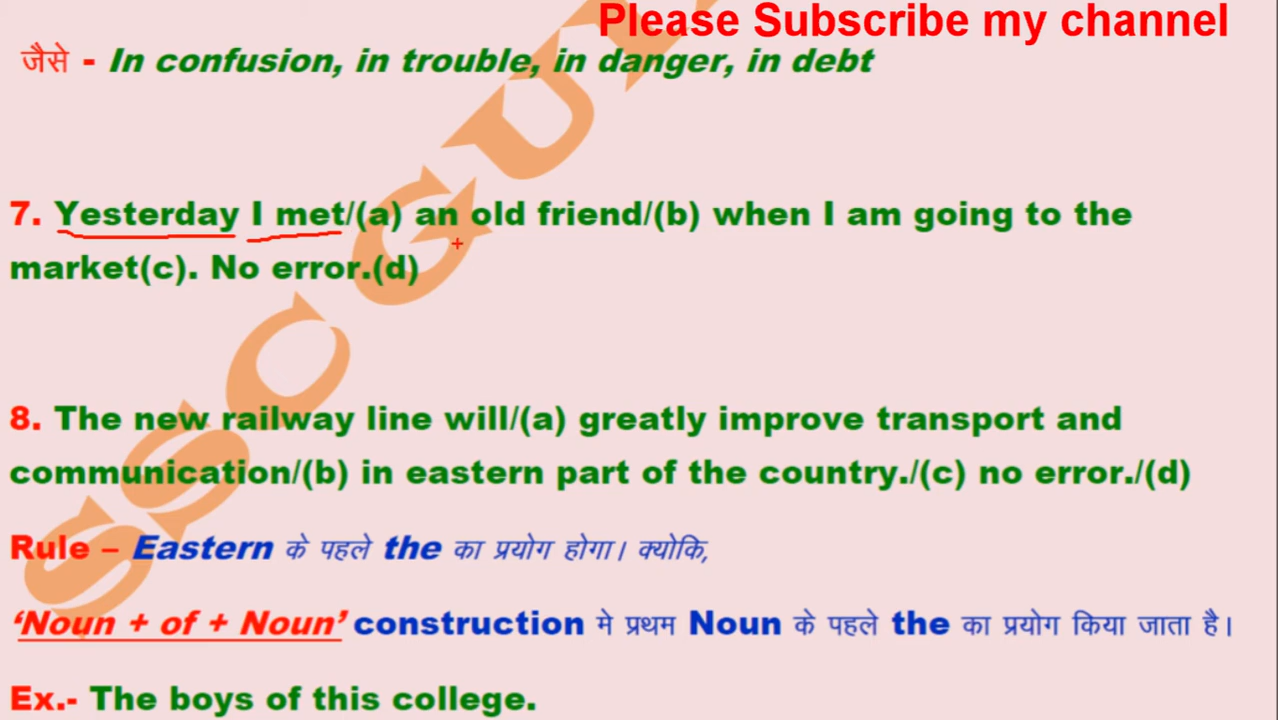 Please Subscribe my channel
जैसे - In confusion, in trouble, in danger, in debt
7. Yesterday I met/(a) an old friend/(b) when I am going to the
market(c). No error.(d)
8. The new railway line will/(a) greatly improve transport and
communication/(b) in eastern part of the country./(c) no error./(d)
Rule – Eastern के पहले the का प्रयोग होगा। क्योकि,
‘Noun + of + Noun’ construction मे प्रथम Noun के पहले the का प्रयोग किया जाता है।
Ex.- The boys of this college.
SSC GU